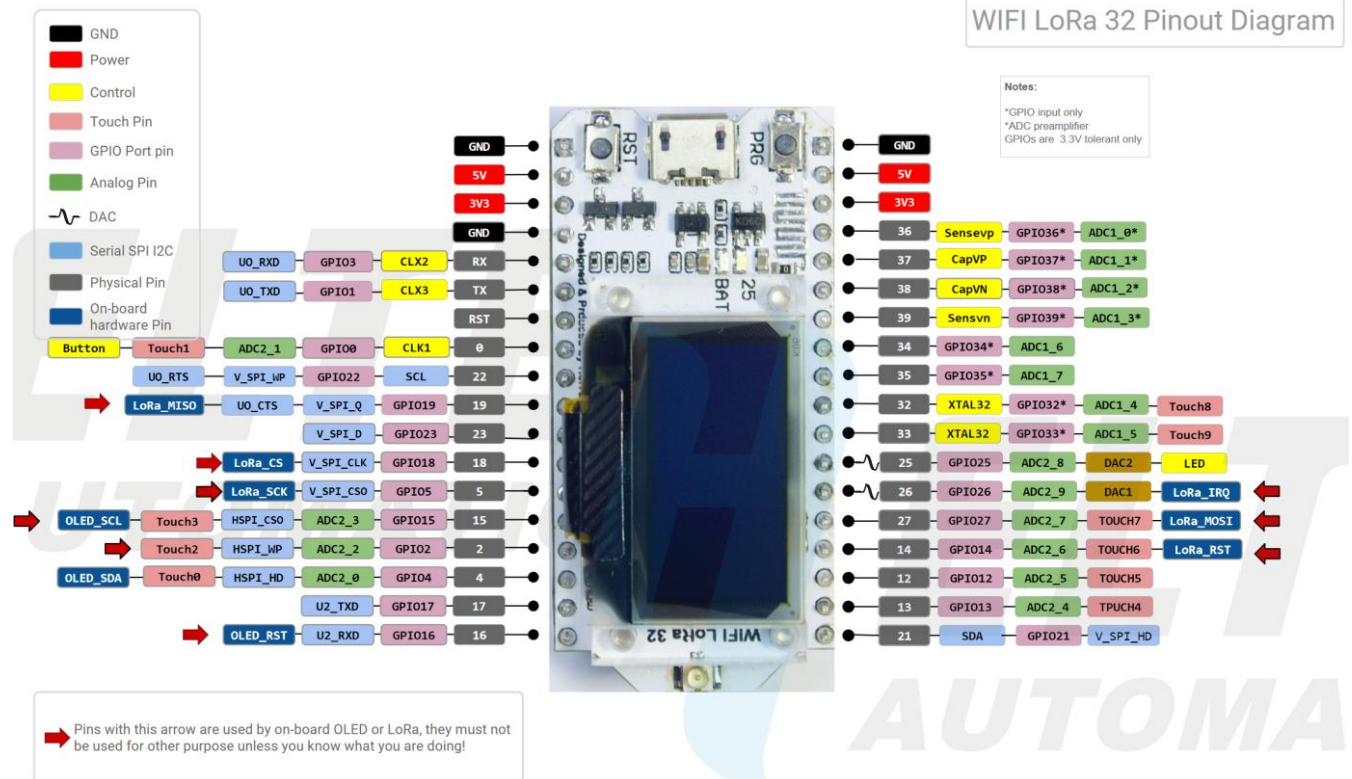 WIFI LoRa 32 Pinout Diagram
GND
Power
Control
Touch Pin
GPIO Port pin
Analog Pin
DAC
Serial SPI I2C
Physical Pin
On-board
hardware Pin
Notes:
*GPIO input only
*ADC preamplifier
GPIOs are 3.3V tolerant only
GND
5V
3V3
GND
U0_RXD GPIO3 CLX2 RX
U0_TXD GPIO1 CLX3 TX
RST
Button Touch1 ADC2_1 GPIO0 CLK1 0
U0_RTS V_SPI_WP GPIO22 SCL 22
LoRa_MISO U0_CTS V_SPI_Q GPIO19 19
V_SPI_D GPIO23 23
LoRa_CS V_SPI_CLK GPIO18 18
LoRa_SCK V_SPI_CSO GPIO5 5
OLED_SCL Touch3 HSPI_CSO ADC2_3 GPIO15 15
Touch2 HSPI_WP ADC2_2 GPIO2 2
OLED_SDA Touch0 HSPI_HD ADC2_0 GPIO4 4
U2_TXD GPIO17 17
OLED_RST U2_RXD GPIO16 16
RST
PRG
BAT
25
Designed & Prduced by
WIFI LoRa 32
GND
5V
3V3
36 Sensevp GPIO36* ADC1_0*
37 CapVP GPIO37* ADC1_1*
38 CapVN GPIO38* ADC1_2*
39 Sensvn GPIO39* ADC1_3*
34 GPIO34* ADC1_6
35 GPIO35* ADC1_7
32 XTAL32 GPIO32* ADC1_4 Touch8
33 XTAL32 GPIO33* ADC1_5 Touch9
25 GPIO25 ADC2_8 DAC2 LED
26 GPIO26 ADC2_9 DAC1 LoRa_IRQ
27 GPIO27 ADC2_7 TOUCH7 LoRa_MOSI
14 GPIO14 ADC2_6 TOUCH6 LoRa_RST
12 GPIO12 ADC2_5 TOUCH5
13 GPIO13 ADC2_4 TPUCH4
21 SDA GPIO21 V_SPI_HD
Pins with this arrow are used by on-board OLED or LoRa, they must not
be used for other purpose unless you know what you are doing!
AUTOMA